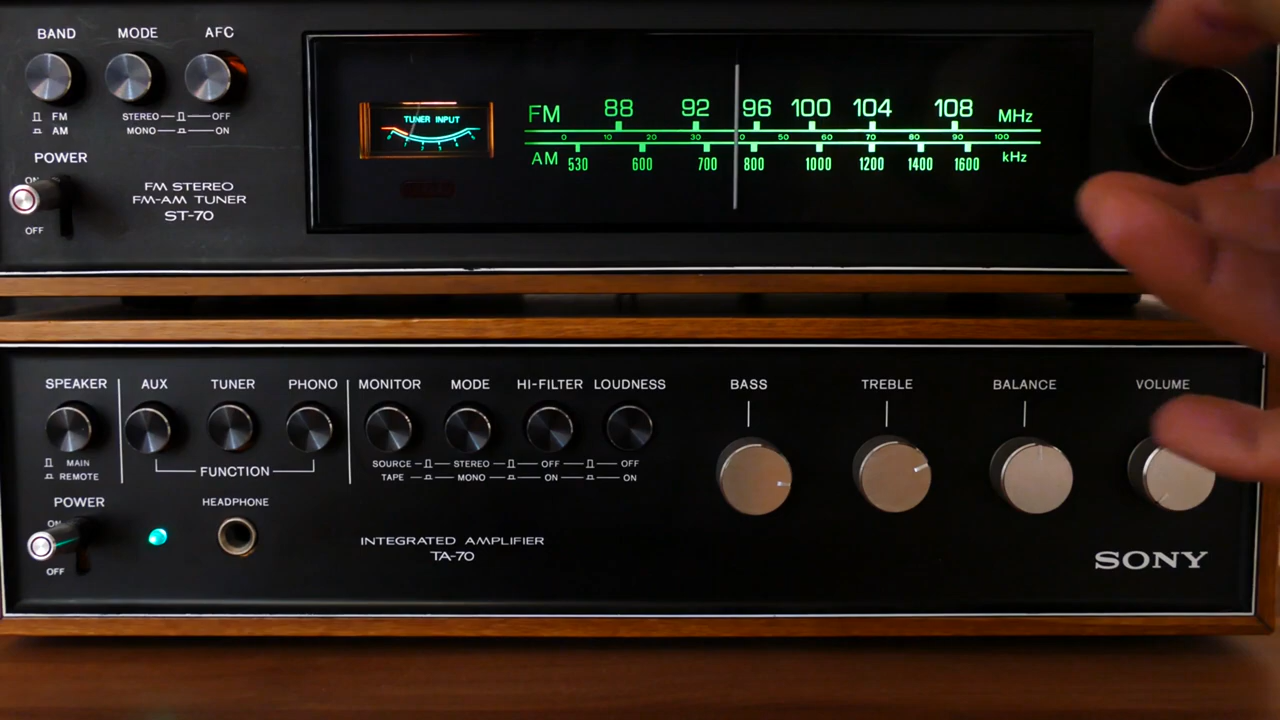 BAND MODE AFC
FM STEREO OFF
AM MONO ON
POWER
ON
OFF
FM STEREO
FM-AM TUNER
ST-70
TUNER INPUT
FM 88 92 96 100 104 108 MHz
0 10 20 30 50 60 70 80 90 100
AM 530 600 700 800 1000 1200 1400 1600 kHz
SPEAKER AUX TUNER PHONO MONITOR MODE HI-FILTER LOUDNESS BASS TREBLE BALANCE VOLUME
MAIN SOURCE STEREO OFF OFF
REMOTE FUNCTION TAPE MONO ON ON
POWER HEADPHONE
ON
OFF
INTEGRATED AMPLIFIER
TA-70
SONY